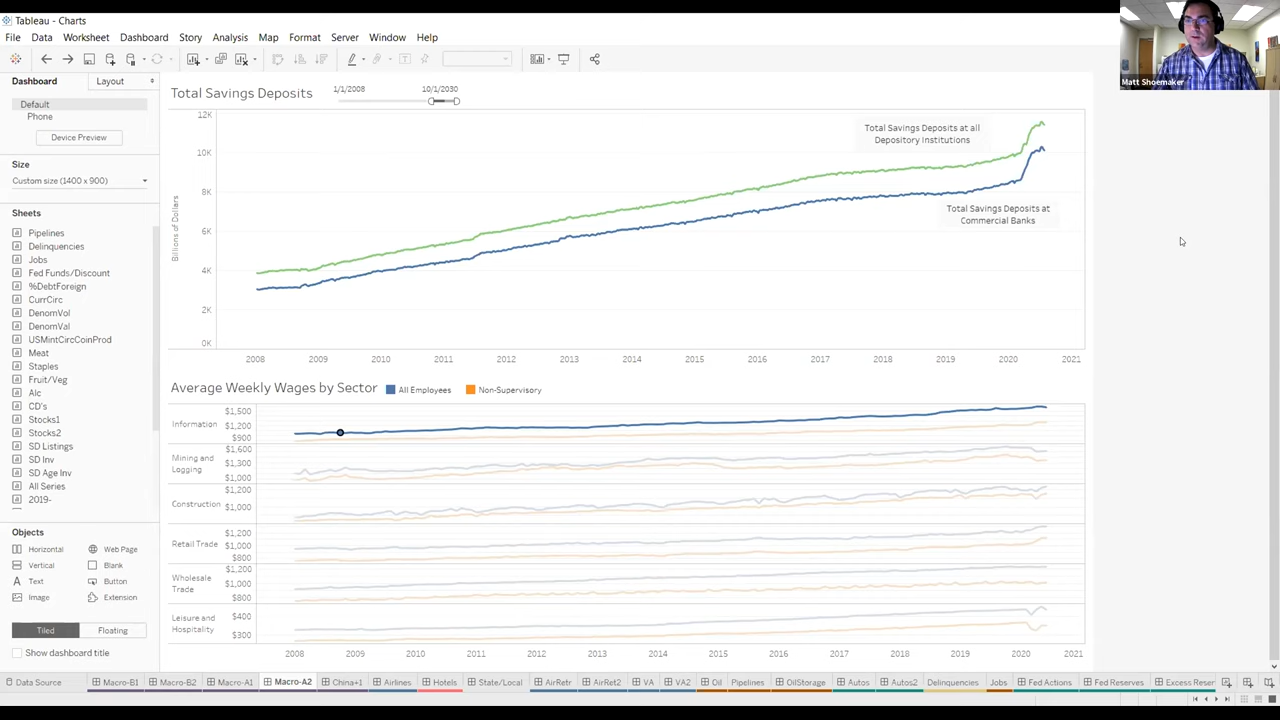 Tableau - Charts
File Data Worksheet Dashboard Story Analysis Map Format Server Window Help
Dashboard Layout
Default
Phone
Device Preview
Size
Custom size (1400 x 900)
Sheets
Pipelines
Delinquencies
Jobs
Fed Funds/Discount
%DebtForeign
CurrCirc
DenomVol
DenomVal
USMintCircCoinProd
Meat
Staples
Fruit/Veg
Alc
CD's
Stocks1
Stocks2
SD Listings
SD Inv
SD Age Inv
All Series
2019-
Objects
Horizontal Web Page
Vertical Blank
A Text Button
Image Extension
Tiled Floating
Show dashboard title
Total Savings Deposits 1/1/2008 10/1/2030
Billions of Dollars
12K
10K
8K
6K
4K
2K
0K
Total Savings Deposits at all
Depository Institutions
Total Savings Deposits at
Commercial Banks
2008 2009 2010 2011 2012 2013 2014 2015 2016 2017 2018 2019 2020 2021
Average Weekly Wages by Sector All Employees Non-Supervisory
Information
$1,500
$1,200
$900
Mining and
Logging
$1,600
$1,300
$1,000
Construction
$1,200
$1,000
Retail Trade
$1,200
$1,000
$800
Wholesale
Trade
$1,200
$1,000
$800
Leisure and
Hospitality
$400
$300
2008 2009 2010 2011 2012 2013 2014 2015 2016 2017 2018 2019 2020 2021
Data Source Macro-B1 Macro-B2 Macro-A1 Macro-A2 China+1 Airlines Hotels State/Local AirRetr AirRet2 VA VA2 Oil Pipelines OilStorage Autos Autos2 Delinquencies Jobs Fed Actions Fed Reserves Excess Reser
Matt Shoemaker